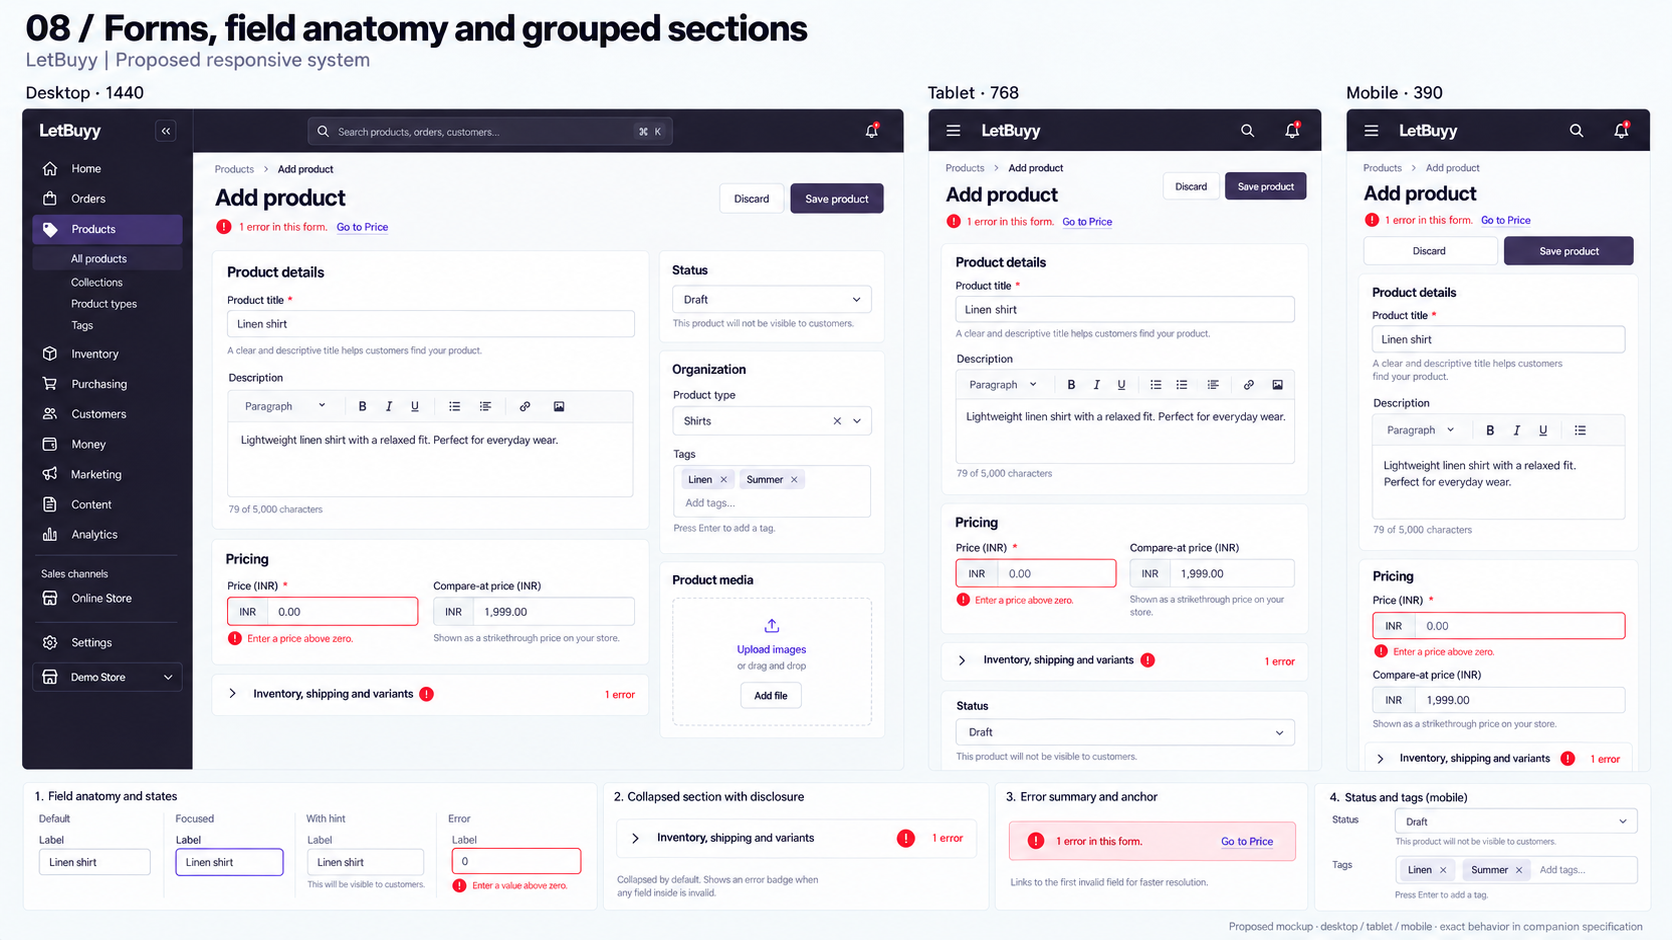 08 / Forms, field anatomy and grouped sections
LetBuyy | Proposed responsive system
Desktop · 1440
LetBuyy
Search products, orders, customers...
⌘ K
Home
Orders
Products
All products
Collections
Product types
Tags
Inventory
Purchasing
Customers
Money
Marketing
Content
Analytics
Sales channels
Online Store
Settings
Demo Store
Products > Add product
Add product
Discard
Save product
1 error in this form. Go to Price
Product details
Product title *
Linen shirt
A clear and descriptive title helps customers find your product.
Description
Paragraph
B I U
Lightweight linen shirt with a relaxed fit. Perfect for everyday wear.
79 of 5,000 characters
Pricing
Price (INR) *
INR 0.00
Enter a price above zero.
Compare-at price (INR)
INR 1,999.00
Shown as a strikethrough price on your store.
Inventory, shipping and variants
1 error
Status
Draft
This product will not be visible to customers.
Organization
Product type
Shirts
Tags
Linen × Summer ×
Add tags...
Press Enter to add a tag.
Product media
Upload images
or drag and drop
Add file
Tablet · 768
LetBuyy
Products > Add product
Add product
Discard
Save product
1 error in this form. Go to Price
Product details
Product title *
Linen shirt
A clear and descriptive title helps customers find your product.
Description
Paragraph
B I U
Lightweight linen shirt with a relaxed fit. Perfect for everyday wear.
79 of 5,000 characters
Pricing
Price (INR) *
INR 0.00
Enter a price above zero.
Compare-at price (INR)
INR 1,999.00
Shown as a strikethrough price on your
store.
Inventory, shipping and variants
1 error
Status
Draft
This product will not be visible to customers.
Mobile · 390
LetBuyy
Products > Add product
Add product
1 error in this form. Go to Price
Discard
Save product
Product details
Product title *
Linen shirt
A clear and descriptive title helps customers
find your product.
Description
Paragraph
B I U
Lightweight linen shirt with a relaxed fit.
Perfect for everyday wear.
79 of 5,000 characters
Pricing
Price (INR) *
INR 0.00
Enter a price above zero.
Compare-at price (INR)
INR 1,999.00
Shown as a strikethrough price on your store.
Inventory, shipping and variants
1 error
1. Field anatomy and states
Default
Label
Linen shirt
Focused
Label
Linen shirt
With hint
Label
Linen shirt
This will be visible to customers.
Error
Label
0
Enter a value above zero.
2. Collapsed section with disclosure
Inventory, shipping and variants
1 error
Collapsed by default. Shows an error badge when
any field inside is invalid.
3. Error summary and anchor
1 error in this form.
Go to Price
Links to the first invalid field for faster resolution.
4. Status and tags (mobile)
Status
Draft
This product will not be visible to customers.
Tags
Linen × Summer × Add tags...
Press Enter to add a tag.
Proposed mockup · desktop / tablet / mobile · exact behavior in companion specification